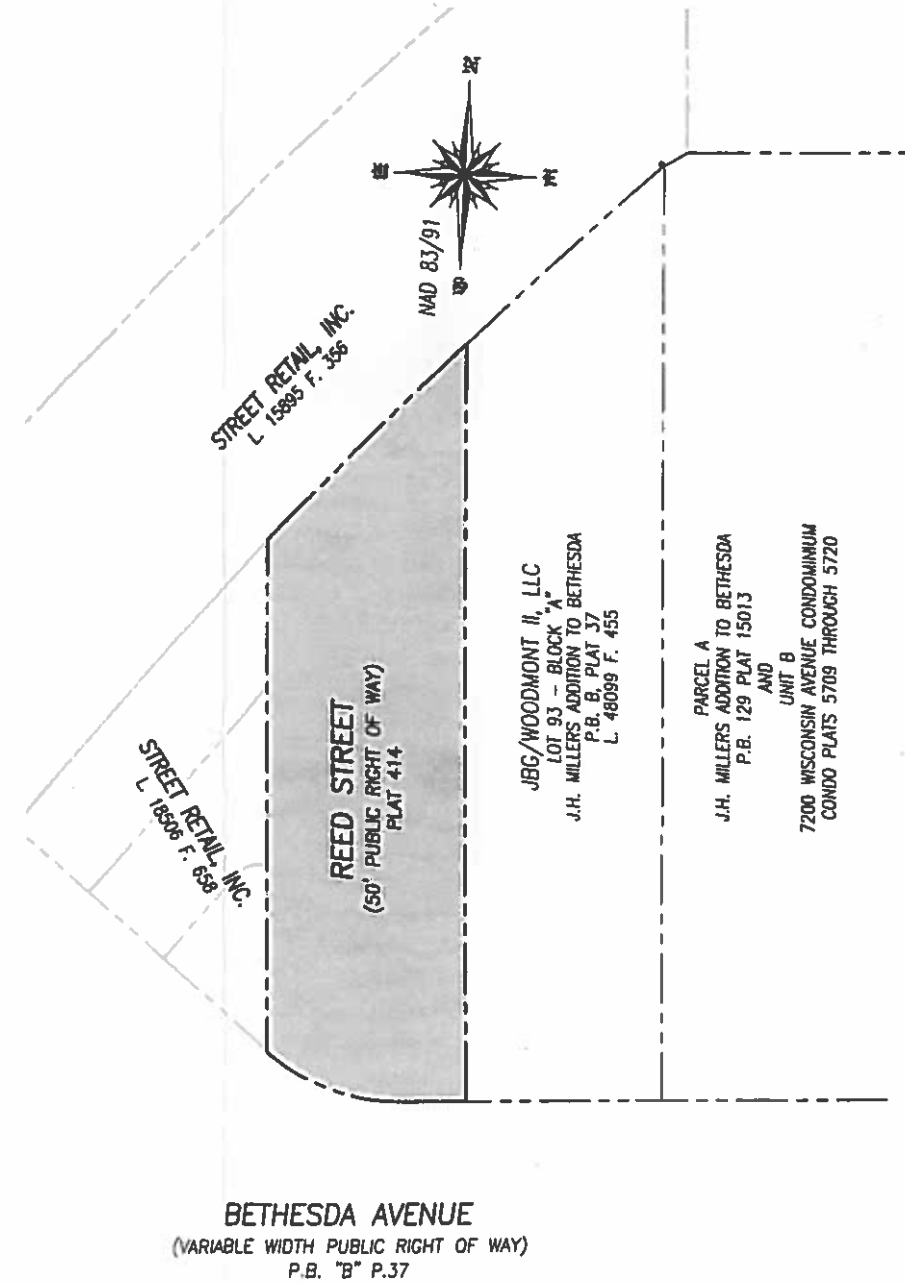 NAD 83/91
STREET RETAIL, INC.
L. 15895 F. 356
STREET RETAIL, INC.
L. 18506 F. 658
REED STREET
(50' PUBLIC RIGHT OF WAY)
PLAT 414
JBG/WOODMONT II, LLC
LOT 93 - BLOCK "A"
J.H. MILLERS ADDITION TO BETHESDA
P.B. B, PLAT 37
L. 48099 F. 455
PARCEL A
J.H. MILLERS ADDITION TO BETHESDA
P.B. 129 PLAT 15013
AND
UNIT B
7200 WISCONSIN AVENUE CONDOMINIUM
CONDO PLATS 5709 THROUGH 5720
BETHESDA AVENUE
(VARIABLE WIDTH PUBLIC RIGHT OF WAY)
P.B. "B" P.37